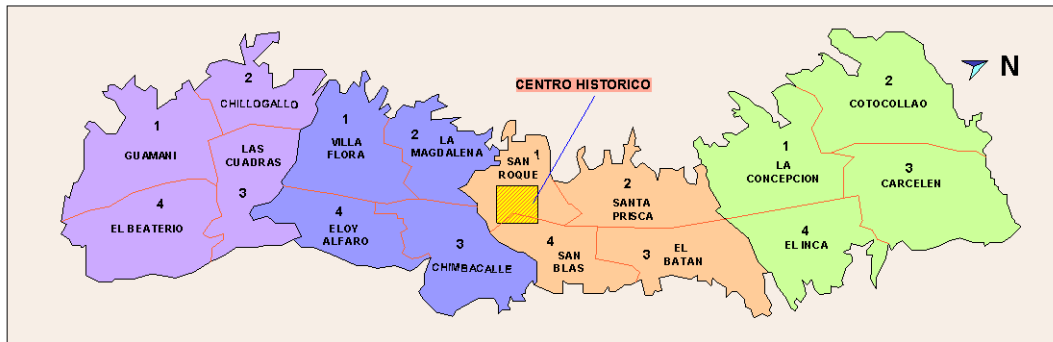 2
CHILLOGALLO
1
GUAMANI
LAS
CUADRAS
3
4
EL BEATERIO
1
VILLA
FLORA
2
LA
MAGDALENA
4
ELOY
ALFARO
3
CHIMBACALLE
CENTRO HISTORICO
1
SAN
ROQUE
2
SANTA
PRISCA
4
SAN
BLAS
3
EL
BATAN
2
COTOCOLLAO
1
LA
CONCEPCION
3
CARCELEN
4
EL INCA
N